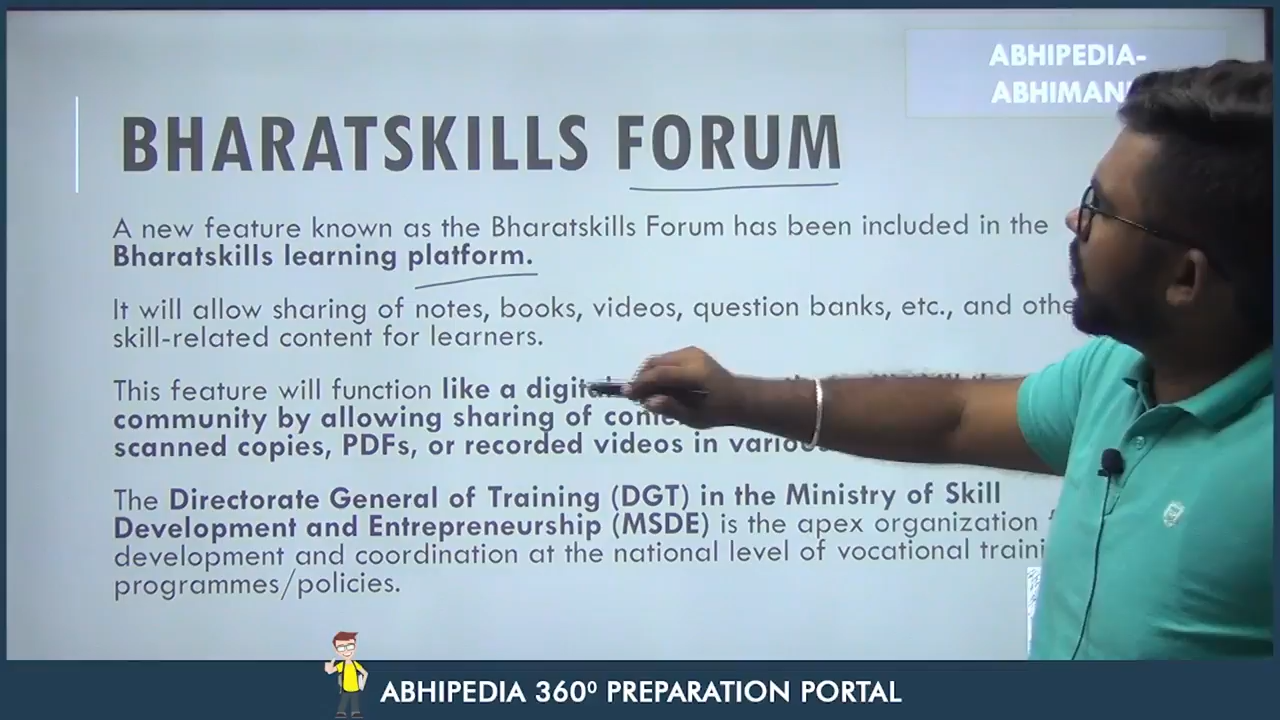 ABHIPEDIA-
BHARATSKILLS FORUM
A new feature known as the Bharatskills Forum has been included in the
Bharatskills learning platform.
It will allow sharing of notes, books, videos, question banks, etc., and
skill-related content for learners.
This feature will function like a
community by allowing sharing of
scanned copies, PDFs, or recorded videos in
The Directorate General of Training (DGT) in the Ministry of Skill
Development and Entrepreneurship (MSDE) is the apex organization
development and coordination at the national level of vocational
programmes/policies.
ABHIPEDIA 360⁰ PREPARATION PORTAL